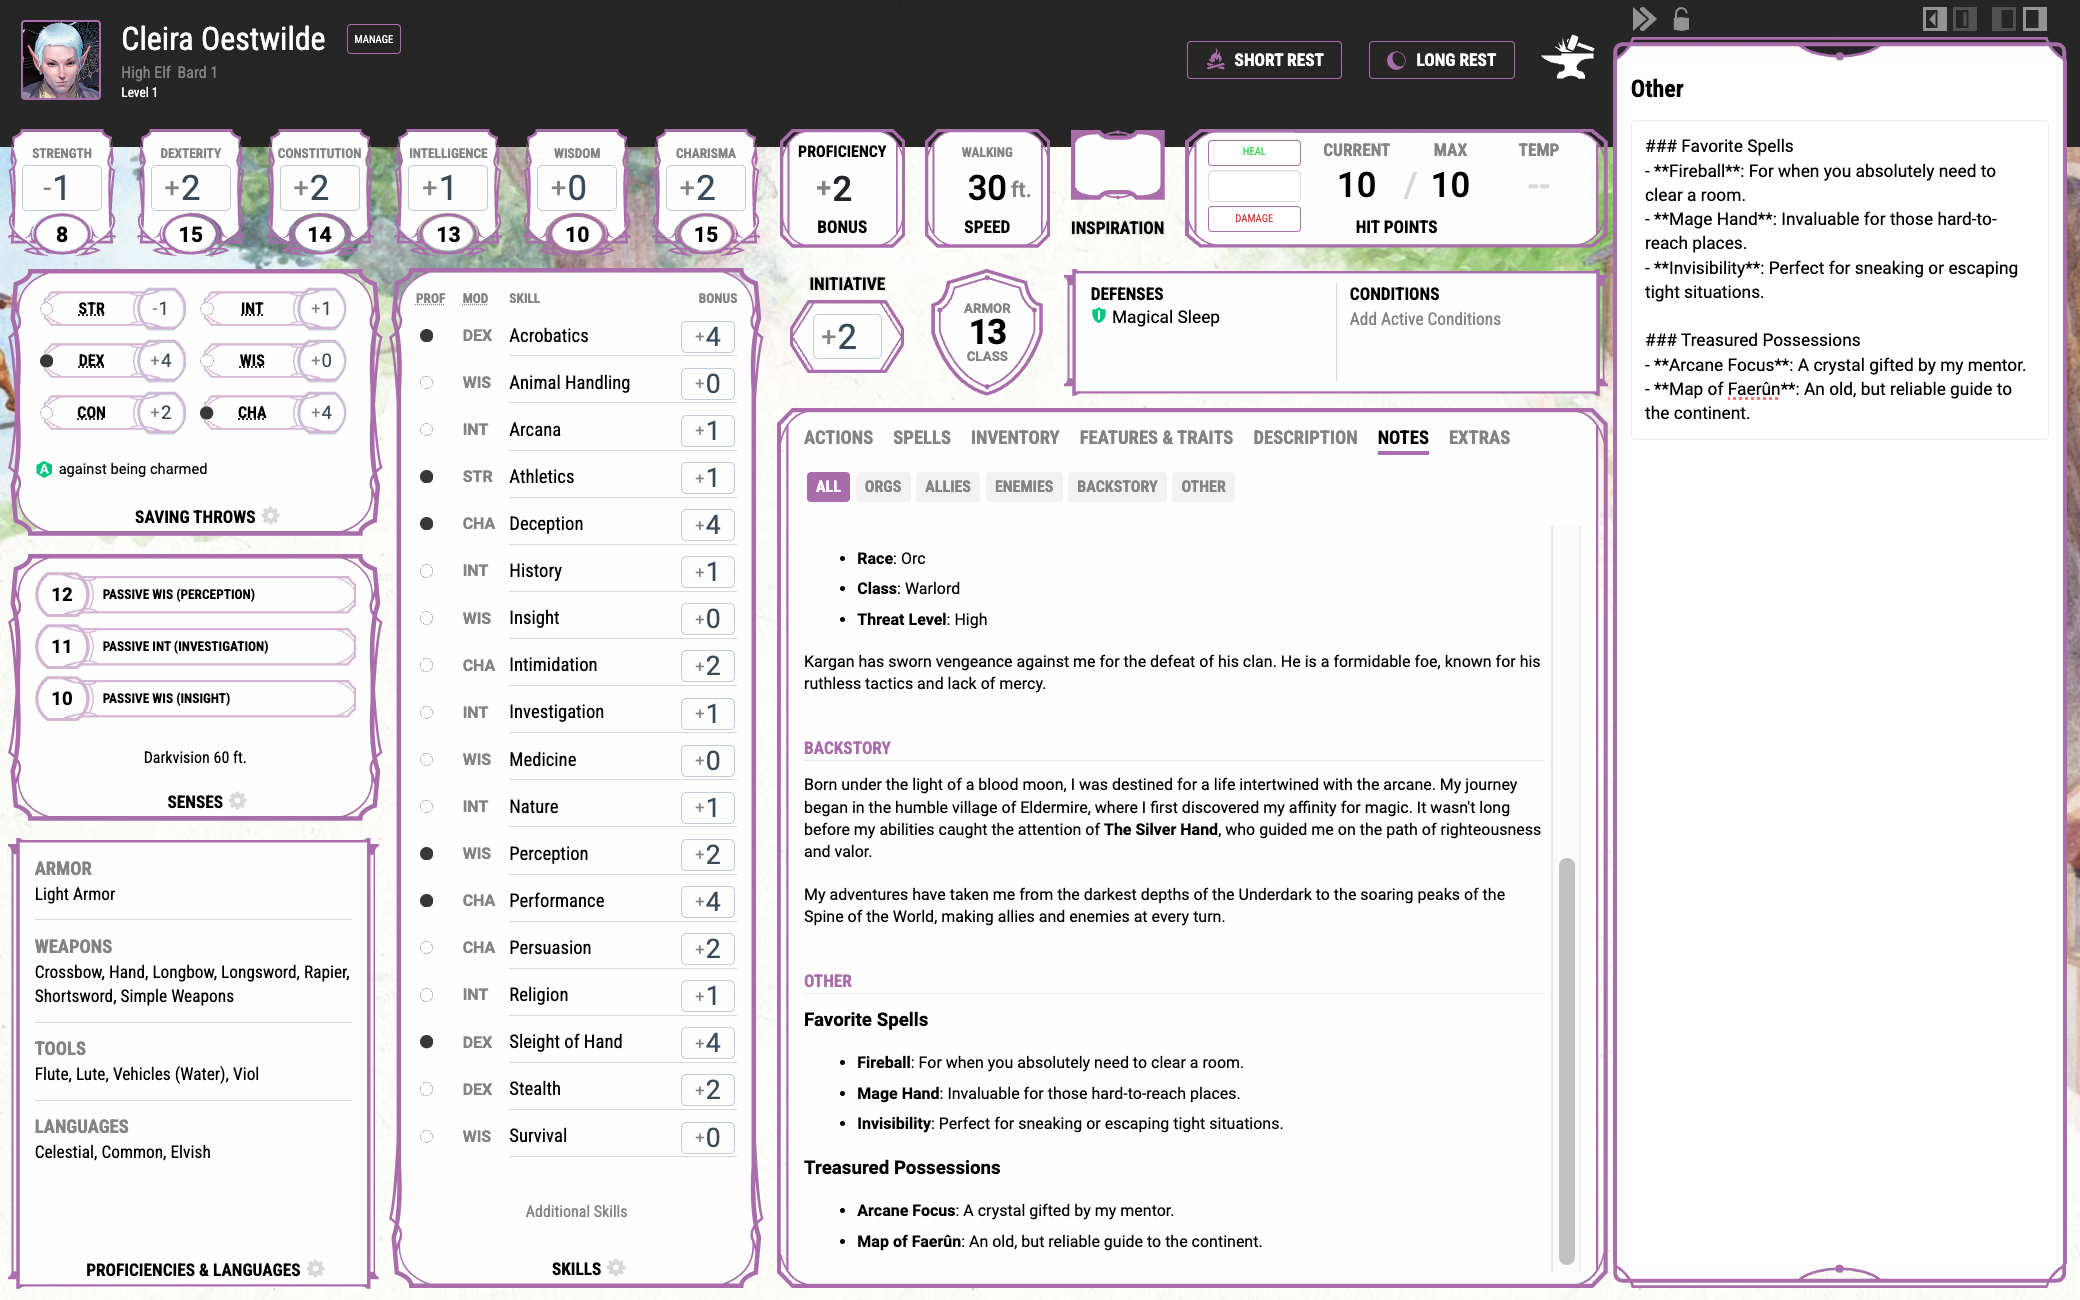 Cleira Oestwilde
MANAGE
High Elf Bard 1
Level 1
SHORT REST
LONG REST
STRENGTH
-1
8
DEXTERITY
+2
15
CONSTITUTION
+2
14
INTELLIGENCE
+1
13
WISDOM
+0
10
CHARISMA
+2
15
PROFICIENCY
+2
BONUS
WALKING
30 ft.
SPEED
INSPIRATION
HEAL
DAMAGE
CURRENT
10
/
MAX
10
TEMP
--
HIT POINTS
STR -1
INT +1
DEX +4
WIS +0
CON +2
CHA +4
A against being charmed
SAVING THROWS
12 PASSIVE WIS (PERCEPTION)
11 PASSIVE INT (INVESTIGATION)
10 PASSIVE WIS (INSIGHT)
Darkvision 60 ft.
SENSES
ARMOR
Light Armor
WEAPONS
Crossbow, Hand, Longbow, Longsword, Rapier,
Shortsword, Simple Weapons
TOOLS
Flute, Lute, Vehicles (Water), Viol
LANGUAGES
Celestial, Common, Elvish
PROFICIENCIES & LANGUAGES
PROF MOD SKILL BONUS
DEX Acrobatics +4
WIS Animal Handling +0
INT Arcana +1
STR Athletics +1
CHA Deception +4
INT History +1
WIS Insight +0
CHA Intimidation +2
INT Investigation +1
WIS Medicine +0
INT Nature +1
WIS Perception +2
CHA Performance +4
CHA Persuasion +2
INT Religion +1
DEX Sleight of Hand +4
DEX Stealth +2
WIS Survival +0
Additional Skills
SKILLS
INITIATIVE
+2
ARMOR
13
CLASS
DEFENSES
Magical Sleep
CONDITIONS
Add Active Conditions
ACTIONS SPELLS INVENTORY FEATURES & TRAITS DESCRIPTION NOTES EXTRAS
ALL ORGS ALLIES ENEMIES BACKSTORY OTHER
• Race: Orc
• Class: Warlord
• Threat Level: High
Kargan has sworn vengeance against me for the defeat of his clan. He is a formidable foe, known for his
ruthless tactics and lack of mercy.
BACKSTORY
Born under the light of a blood moon, I was destined for a life intertwined with the arcane. My journey
began in the humble village of Eldermire, where I first discovered my affinity for magic. It wasn't long
before my abilities caught the attention of The Silver Hand, who guided me on the path of righteousness
and valor.
My adventures have taken me from the darkest depths of the Underdark to the soaring peaks of the
Spine of the World, making allies and enemies at every turn.
OTHER
Favorite Spells
• Fireball: For when you absolutely need to clear a room.
• Mage Hand: Invaluable for those hard-to-reach places.
• Invisibility: Perfect for sneaking or escaping tight situations.
Treasured Possessions
• Arcane Focus: A crystal gifted by my mentor.
• Map of Faerûn: An old, but reliable guide to the continent.
Other
### Favorite Spells
- **Fireball**: For when you absolutely need to
clear a room.
- **Mage Hand**: Invaluable for those hard-to-
reach places.
- **Invisibility**: Perfect for sneaking or escaping
tight situations.
### Treasured Possessions
- **Arcane Focus**: A crystal gifted by my mentor.
- **Map of Faerûn**: An old, but reliable guide to
the continent.